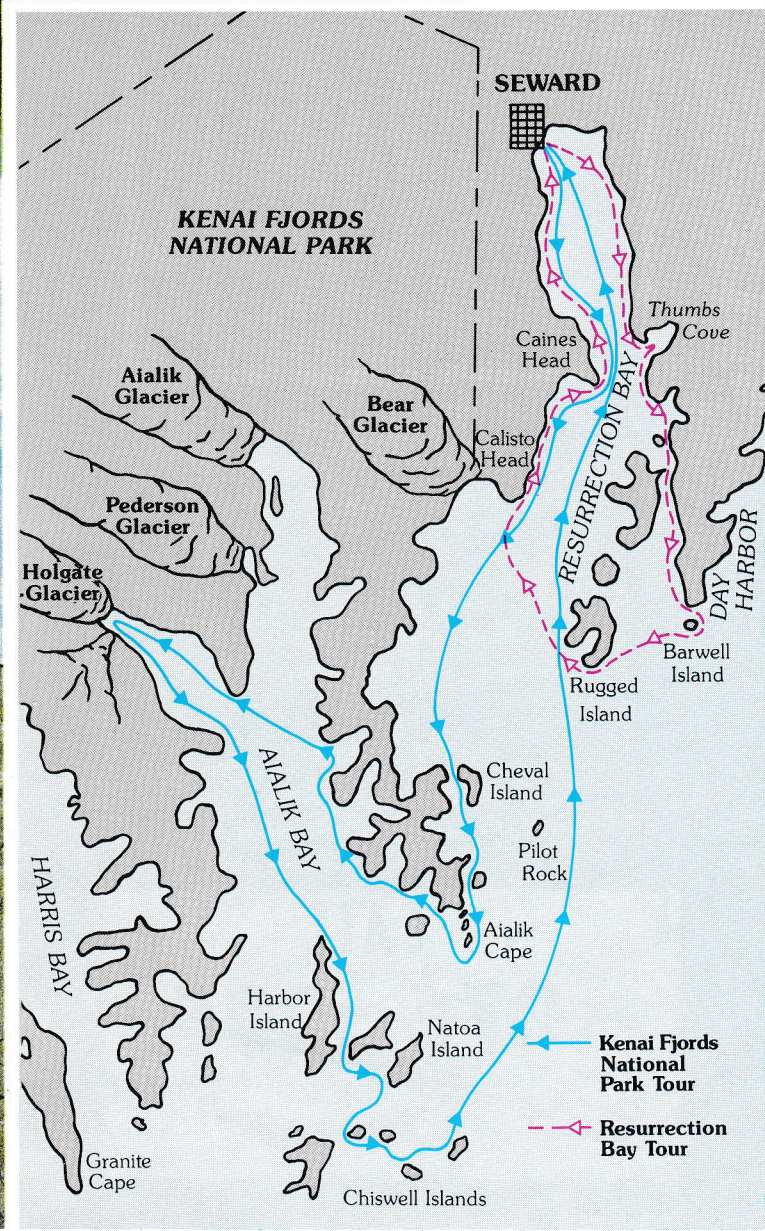 SEWARD
KENAI FJORDS
NATIONAL PARK
Thumbs
Cove
Caines
Head
Aialik
Glacier
Bear
Glacier
Calisto
Head
RESURRECTION BAY
Pederson
Glacier
DAY
HARBOR
Holgate
Glacier
Barwell
Island
Rugged
Island
AIALIK BAY
Cheval
Island
Pilot
Rock
HARRIS BAY
Aialik
Cape
Harbor
Island
Natoa
Island
Kenai Fjords
National
Park Tour
Resurrection
Bay Tour
Granite
Cape
Chiswell Islands